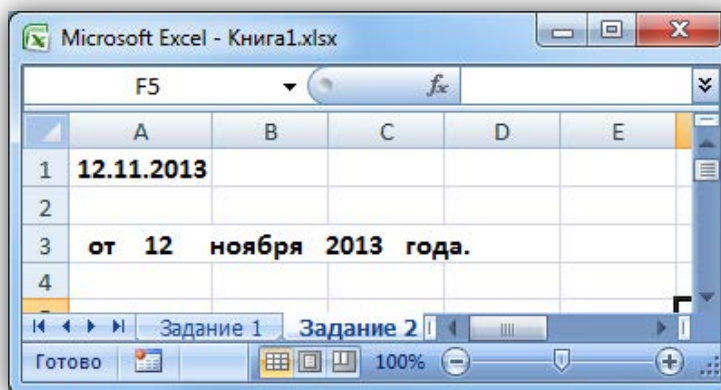 Microsoft Excel - Книга1.xlsx
F5 fx
A B C D E
1 12.11.2013
2
3 от 12 ноября 2013 года.
4
Задание 1 Задание 2
Готово 100%